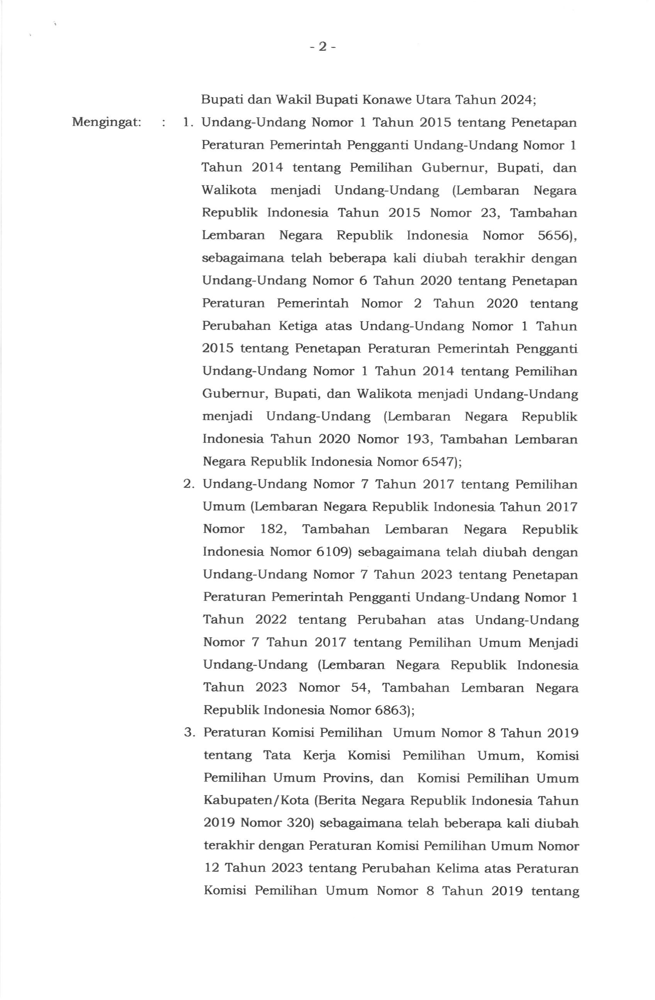 - 2 -
Bupati dan Wakil Bupati Konawe Utara Tahun 2024;
Mengingat: : 1. Undang-Undang Nomor 1 Tahun 2015 tentang Penetapan
Peraturan Pemerintah Pengganti Undang-Undang Nomor 1
Tahun 2014 tentang Pemilihan Gubernur, Bupati, dan
Walikota menjadi Undang-Undang (Lembaran Negara
Republik Indonesia Tahun 2015 Nomor 23, Tambahan
Lembaran Negara Republik Indonesia Nomor 5656),
sebagaimana telah beberapa kali diubah terakhir dengan
Undang-Undang Nomor 6 Tahun 2020 tentang Penetapan
Peraturan Pemerintah Nomor 2 Tahun 2020 tentang
Perubahan Ketiga atas Undang-Undang Nomor 1 Tahun
2015 tentang Penetapan Peraturan Pemerintah Pengganti
Undang-Undang Nomor 1 Tahun 2014 tentang Pemilihan
Gubernur, Bupati, dan Walikota menjadi Undang-Undang
menjadi Undang-Undang (Lembaran Negara Republik
Indonesia Tahun 2020 Nomor 193, Tambahan Lembaran
Negara Republik Indonesia Nomor 6547);
2. Undang-Undang Nomor 7 Tahun 2017 tentang Pemilihan
Umum (Lembaran Negara Republik Indonesia Tahun 2017
Nomor 182, Tambahan Lembaran Negara Republik
Indonesia Nomor 6109) sebagaimana telah diubah dengan
Undang-Undang Nomor 7 Tahun 2023 tentang Penetapan
Peraturan Pemerintah Pengganti Undang-Undang Nomor 1
Tahun 2022 tentang Perubahan atas Undang-Undang
Nomor 7 Tahun 2017 tentang Pemilihan Umum Menjadi
Undang-Undang (Lembaran Negara Republik Indonesia
Tahun 2023 Nomor 54, Tambahan Lembaran Negara
Republik Indonesia Nomor 6863);
3. Peraturan Komisi Pemilihan Umum Nomor 8 Tahun 2019
tentang Tata Kerja Komisi Pemilihan Umum, Komisi
Pemilihan Umum Provins, dan Komisi Pemilihan Umum
Kabupaten/Kota (Berita Negara Republik Indonesia Tahun
2019 Nomor 320) sebagaimana telah beberapa kali diubah
terakhir dengan Peraturan Komisi Pemilihan Umum Nomor
12 Tahun 2023 tentang Perubahan Kelima atas Peraturan
Komisi Pemilihan Umum Nomor 8 Tahun 2019 tentang